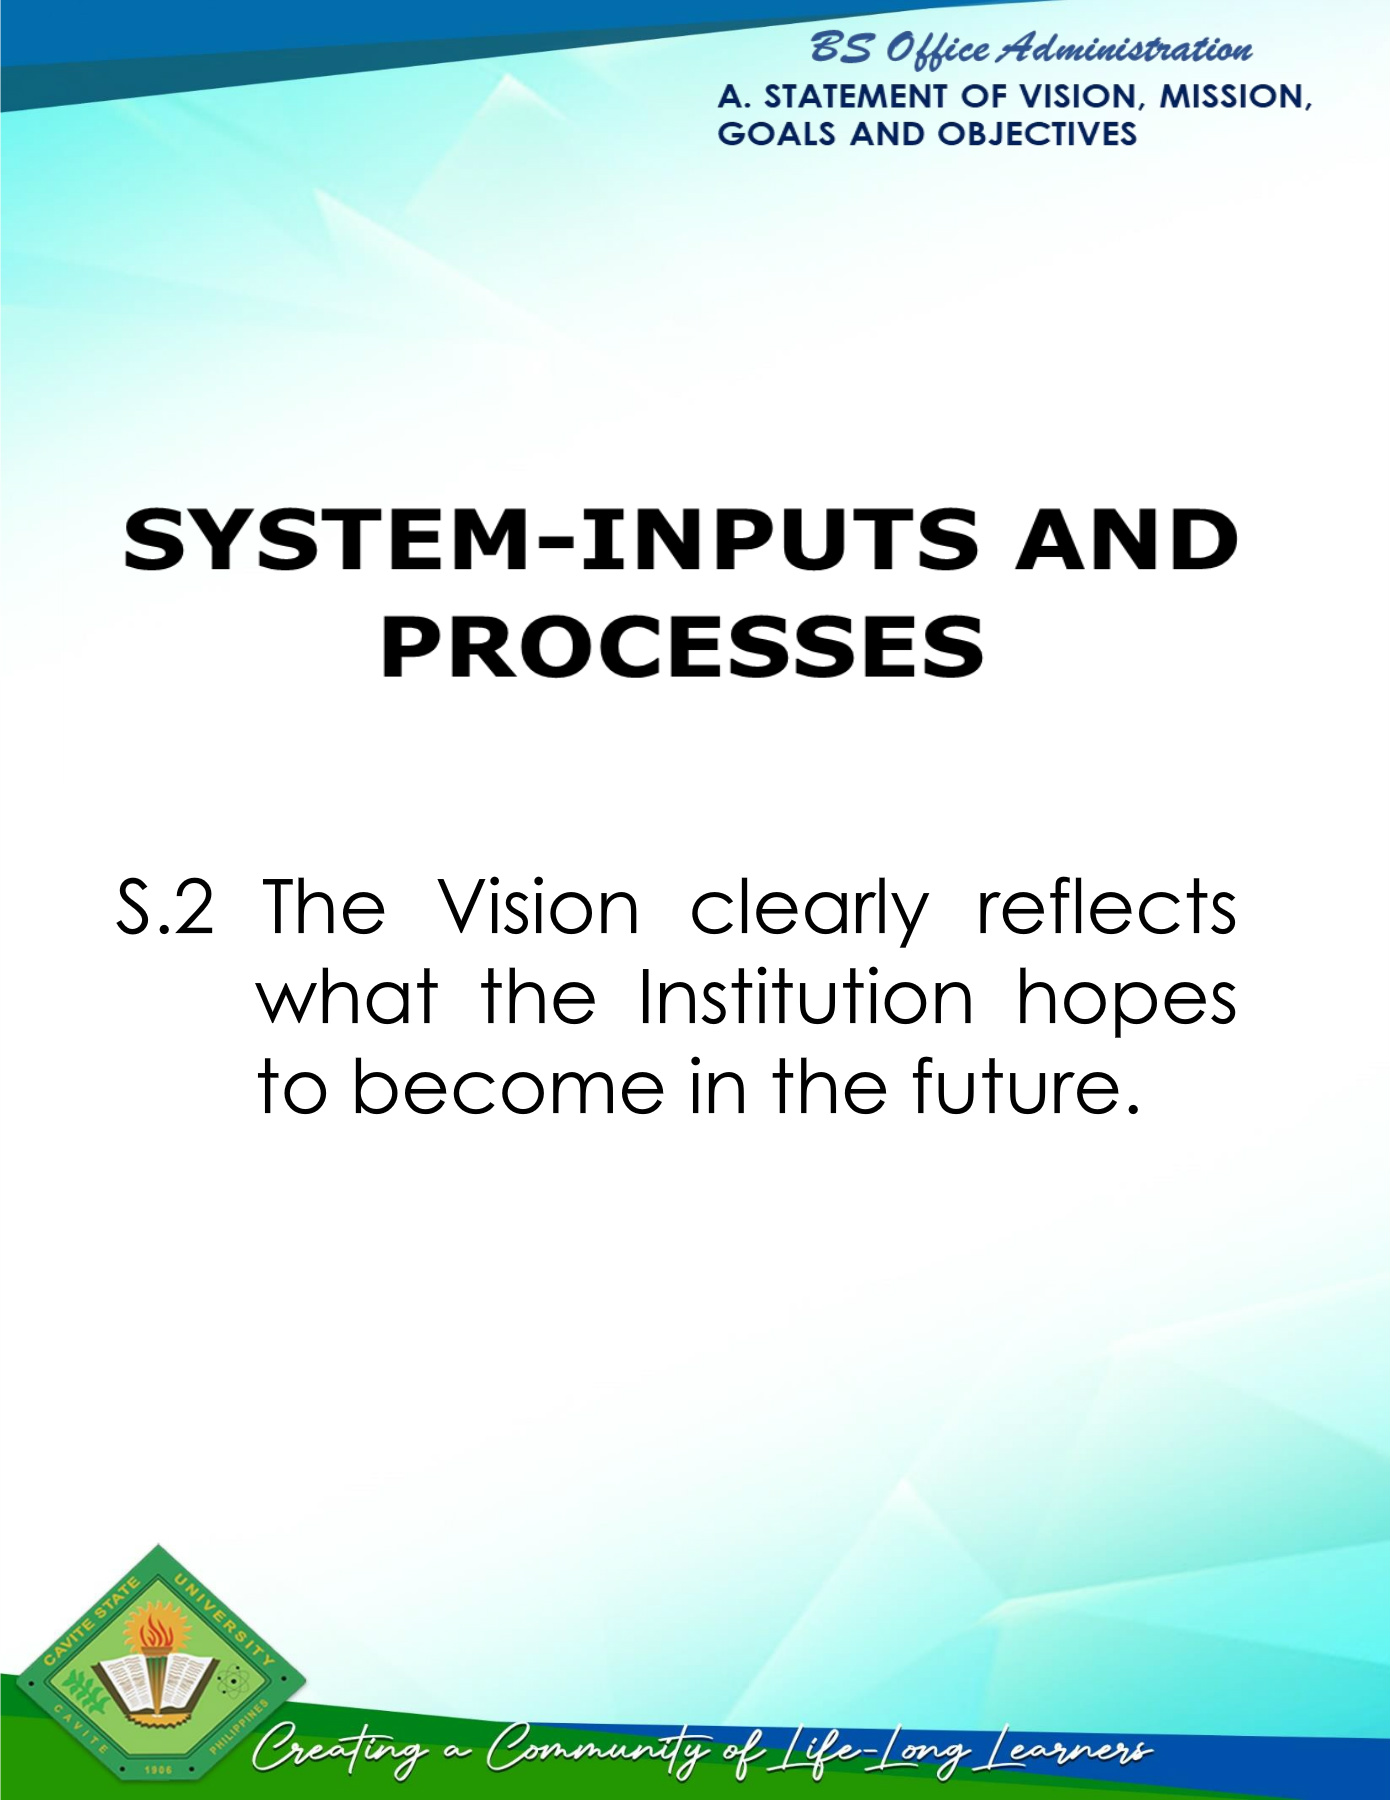 BS Office Administration
A. STATEMENT OF VISION, MISSION,
GOALS AND OBJECTIVES
SYSTEM-INPUTS AND
PROCESSES
S.2 The Vision clearly reflects
what the Institution hopes
to become in the future.
CAVITE STATE UNIVERSITY
CAVITE PHILIPPINES
1906
Creating a Community of Life-Long Learners